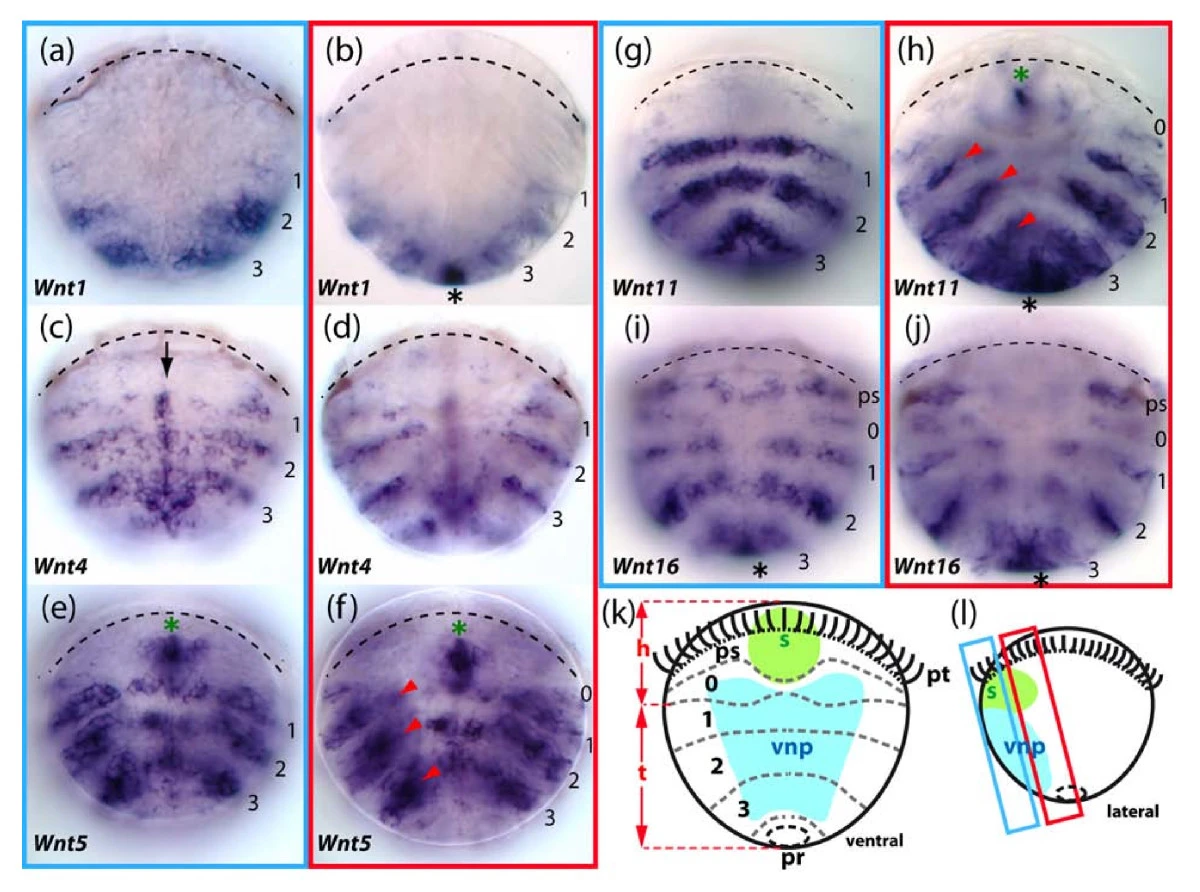 (a)
1
2
3
Wnt1
(b)
1
2
3
*
Wnt1
(c)
1
2
3
Wnt4
(d)
1
2
3
Wnt4
(e)
*
1
2
3
Wnt5
(f)
*
0
1
2
3
Wnt5
(g)
1
2
3
Wnt11
(h)
*
0
1
2
3
Wnt11
*
(i)
ps
0
1
2
3
Wnt16
*
(j)
ps
0
1
2
3
Wnt16
*
(k)
h
s
ps
pt
0
1
t
vnp
2
3
pr
ventral
(l)
s
vnp
lateral